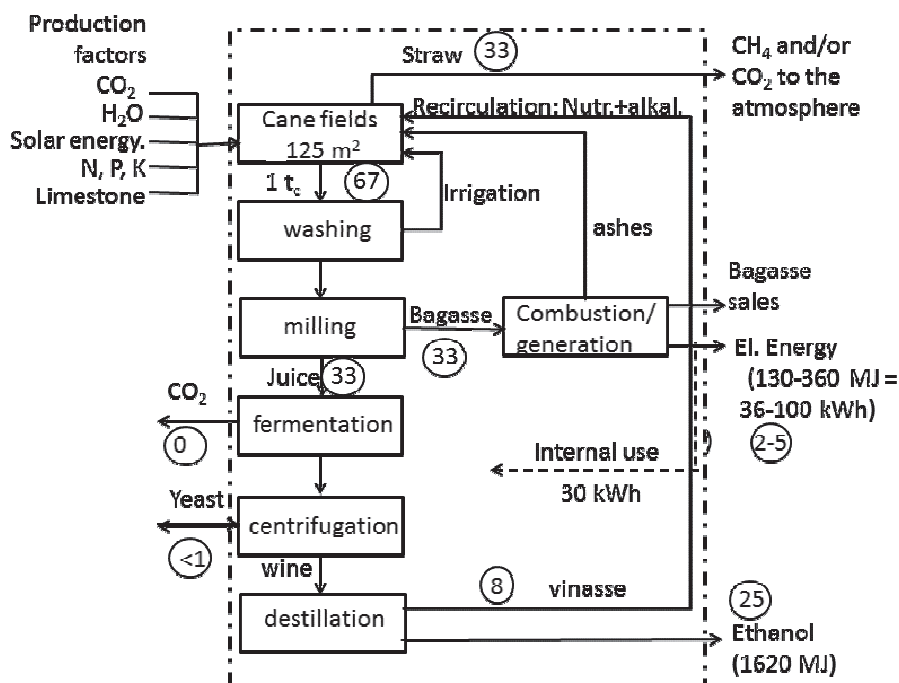 Production
factors
CO2
H2O
Solar energy.
N, P, K
Limestone
Straw 33
CH4 and/or
CO2 to the
atmosphere
Recirculation: Nutr.+alkal.
Cane fields
125 m²
1 tc 67
Irrigation
washing
ashes
milling
Bagasse
33
Combustion/
generation
Bagasse
sales
El. Energy
(130-360 MJ =
36-100 kWh)
2-5
Juice 33
CO2
0
fermentation
Internal use
30 kWh
Yeast
<1
centrifugation
wine
8 vinasse
destillation
25
Ethanol
(1620 MJ)